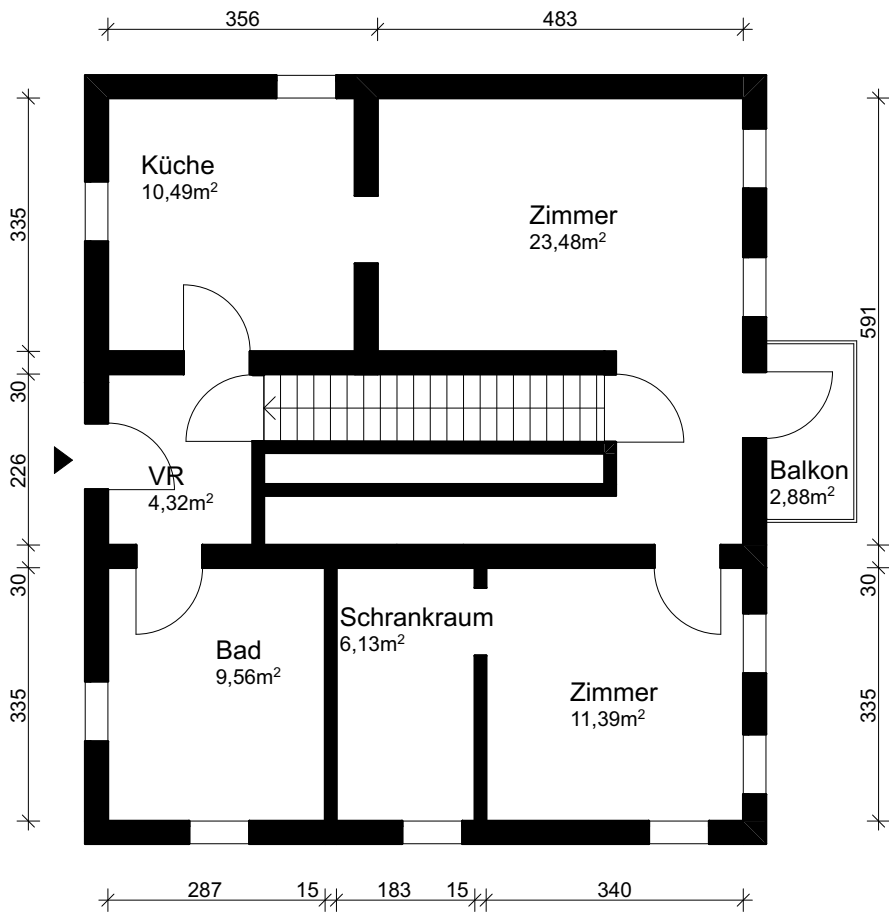 356
483
Küche
10,49m²
Zimmer
23,48m²
335
591
30
226
VR
4,32m²
Balkon
2,88m²
30
30
Schrankraum
6,13m²
Bad
9,56m²
Zimmer
11,39m²
335
335
287
15
183
15
340